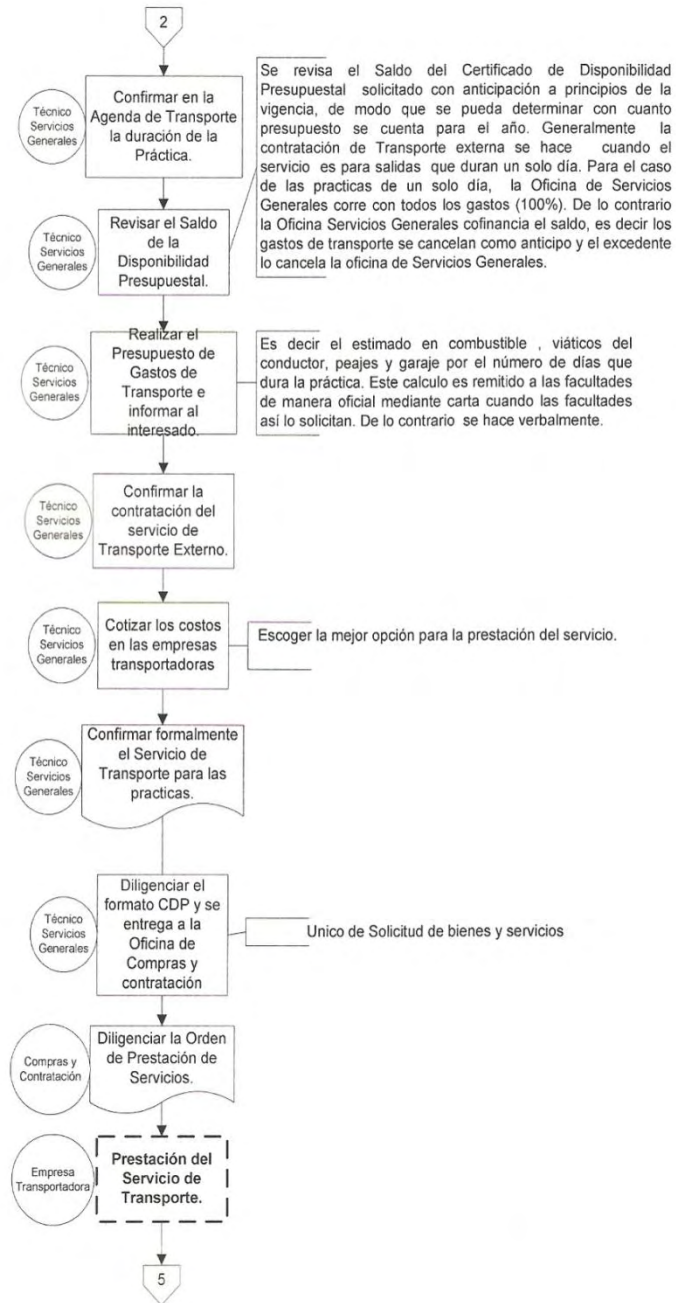 2
Técnico
Servicios
Generales
Confirmar en la
Agenda de Transporte
la duración de la
Práctica.
Se revisa el Saldo del Certificado de Disponibilidad
Presupuestal solicitado con anticipación a principios de la
vigencia, de modo que se pueda determinar con cuanto
presupuesto se cuenta para el año. Generalmente la
contratación de Transporte externa se hace cuando el
servicio es para salidas que duran un solo día. Para el caso
de las practicas de un solo día, la Oficina de Servicios
Generales corre con todos los gastos (100%). De lo contrario
la Oficina Servicios Generales cofinancia el saldo, es decir los
gastos de transporte se cancelan como anticipo y el excedente
lo cancela la oficina de Servicios Generales.
Técnico
Servicios
Generales
Revisar el Saldo
de la
Disponibilidad
Presupuestal.
Técnico
Servicios
Generales
Realizar el
Presupuesto de
Gastos de
Transporte e
informar al
interesado.
Es decir el estimado en combustible , viáticos del
conductor, peajes y garaje por el número de días que
dura la práctica. Este calculo es remitido a las facultades
de manera oficial mediante carta cuando las facultades
así lo solicitan. De lo contrario se hace verbalmente.
Técnico
Servicios
Generales
Confirmar la
contratación del
servicio de
Transporte Externo.
Técnico
Servicios
Generales
Cotizar los costos
en las empresas
transportadoras
Escoger la mejor opción para la prestación del servicio.
Técnico
Servicios
Generales
Confirmar formalmente
el Servicio de
Transporte para las
practicas.
Técnico
Servicios
Generales
Diligenciar el
formato CDP y se
entrega a la
Oficina de
Compras y
contratación
Unico de Solicitud de bienes y servicios
Compras y
Contratación
Diligenciar la Orden
de Prestación de
Servicios.
Empresa
Transportadora
Prestación del
Servicio de
Transporte.
5